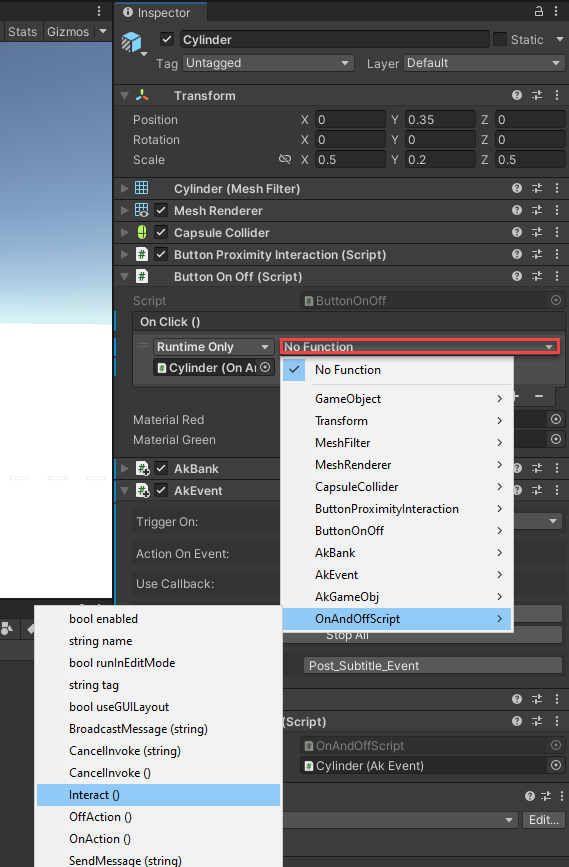 Inspector
Stats Gizmos
Cylinder Static
Tag Untagged Layer Default
Transform
Position X 0 Y 0.35 Z 0
Rotation X 0 Y 0 Z 0
Scale X 0.5 Y 0.2 Z 0.5
Cylinder (Mesh Filter)
Mesh Renderer
Capsule Collider
Button Proximity Interaction (Script)
Button On Off (Script)
Script ButtonOnOff
On Click ()
Runtime Only No Function
Cylinder (On A
No Function
GameObject
Transform
MeshFilter
MeshRenderer
CapsuleCollider
ButtonProximityInteraction
ButtonOnOff
AkBank
AkEvent
AkGameObj
OnAndOffScript
Material Red
Material Green
AkBank
AkEvent
Trigger On:
Action On Event:
Use Callback:
Stop All
Post_Subtitle_Event
(Script)
OnAndOffScript
Cylinder (Ak Event)
Edit...
bool enabled
string name
bool runInEditMode
string tag
bool useGUILayout
BroadcastMessage (string)
CancelInvoke (string)
CancelInvoke ()
Interact ()
OffAction ()
OnAction ()
SendMessage (string)